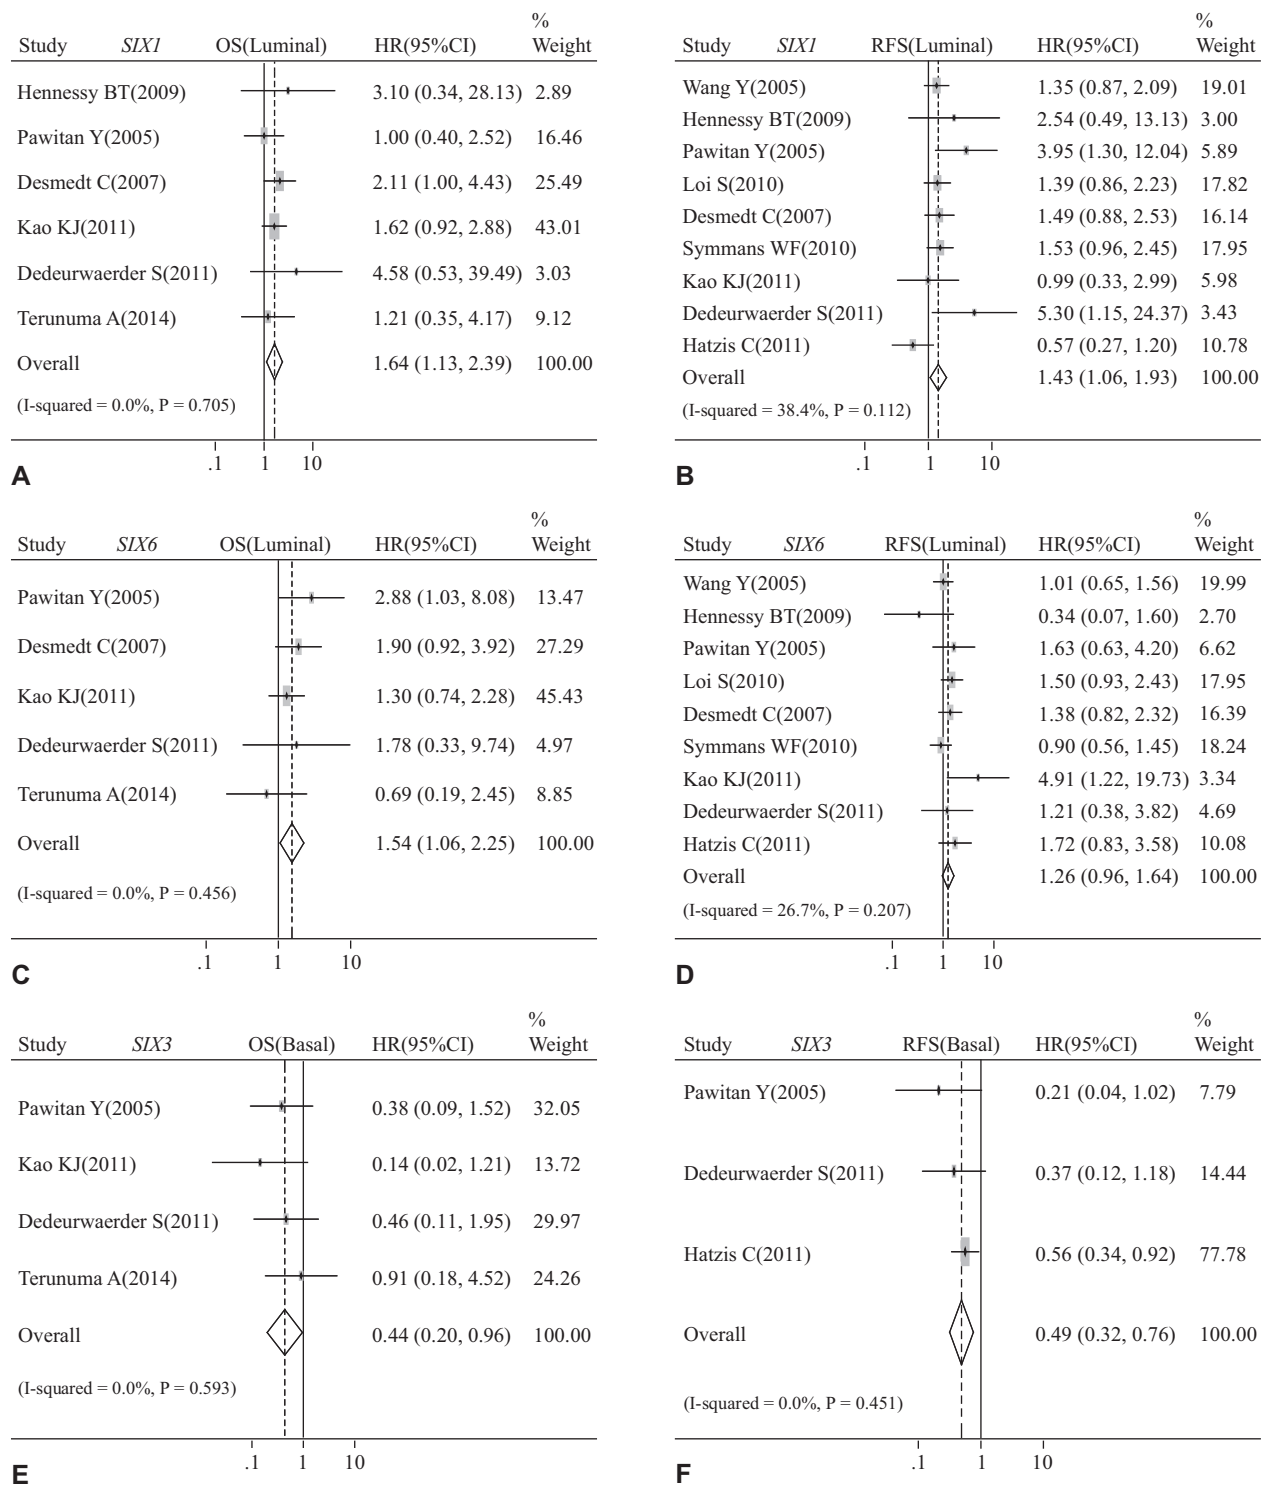 %
Study SIX1 OS(Luminal) HR(95%CI) Weight
Hennessy BT(2009) 3.10 (0.34, 28.13) 2.89
Pawitan Y(2005) 1.00 (0.40, 2.52) 16.46
Desmedt C(2007) 2.11 (1.00, 4.43) 25.49
Kao KJ(2011) 1.62 (0.92, 2.88) 43.01
Dedeurwaerder S(2011) 4.58 (0.53, 39.49) 3.03
Terunuma A(2014) 1.21 (0.35, 4.17) 9.12
Overall 1.64 (1.13, 2.39) 100.00
(I-squared = 0.0%, P = 0.705)
.1 1 10
A
%
Study SIX1 RFS(Luminal) HR(95%CI) Weight
Wang Y(2005) 1.35 (0.87, 2.09) 19.01
Hennessy BT(2009) 2.54 (0.49, 13.13) 3.00
Pawitan Y(2005) 3.95 (1.30, 12.04) 5.89
Loi S(2010) 1.39 (0.86, 2.23) 17.82
Desmedt C(2007) 1.49 (0.88, 2.53) 16.14
Symmans WF(2010) 1.53 (0.96, 2.45) 17.95
Kao KJ(2011) 0.99 (0.33, 2.99) 5.98
Dedeurwaerder S(2011) 5.30 (1.15, 24.37) 3.43
Hatzis C(2011) 0.57 (0.27, 1.20) 10.78
Overall 1.43 (1.06, 1.93) 100.00
(I-squared = 38.4%, P = 0.112)
.1 1 10
B
%
Study SIX6 OS(Luminal) HR(95%CI) Weight
Pawitan Y(2005) 2.88 (1.03, 8.08) 13.47
Desmedt C(2007) 1.90 (0.92, 3.92) 27.29
Kao KJ(2011) 1.30 (0.74, 2.28) 45.43
Dedeurwaerder S(2011) 1.78 (0.33, 9.74) 4.97
Terunuma A(2014) 0.69 (0.19, 2.45) 8.85
Overall 1.54 (1.06, 2.25) 100.00
(I-squared = 0.0%, P = 0.456)
.1 1 10
C
%
Study SIX6 RFS(Luminal) HR(95%CI) Weight
Wang Y(2005) 1.01 (0.65, 1.56) 19.99
Hennessy BT(2009) 0.34 (0.07, 1.60) 2.70
Pawitan Y(2005) 1.63 (0.63, 4.20) 6.62
Loi S(2010) 1.50 (0.93, 2.43) 17.95
Desmedt C(2007) 1.38 (0.82, 2.32) 16.39
Symmans WF(2010) 0.90 (0.56, 1.45) 18.24
Kao KJ(2011) 4.91 (1.22, 19.73) 3.34
Dedeurwaerder S(2011) 1.21 (0.38, 3.82) 4.69
Hatzis C(2011) 1.72 (0.83, 3.58) 10.08
Overall 1.26 (0.96, 1.64) 100.00
(I-squared = 26.7%, P = 0.207)
.1 1 10
D
%
Study SIX3 OS(Basal) HR(95%CI) Weight
Pawitan Y(2005) 0.38 (0.09, 1.52) 32.05
Kao KJ(2011) 0.14 (0.02, 1.21) 13.72
Dedeurwaerder S(2011) 0.46 (0.11, 1.95) 29.97
Terunuma A(2014) 0.91 (0.18, 4.52) 24.26
Overall 0.44 (0.20, 0.96) 100.00
(I-squared = 0.0%, P = 0.593)
.1 1 10
E
%
Study SIX3 RFS(Basal) HR(95%CI) Weight
Pawitan Y(2005) 0.21 (0.04, 1.02) 7.79
Dedeurwaerder S(2011) 0.37 (0.12, 1.18) 14.44
Hatzis C(2011) 0.56 (0.34, 0.92) 77.78
Overall 0.49 (0.32, 0.76) 100.00
(I-squared = 0.0%, P = 0.451)
.1 1 10
F